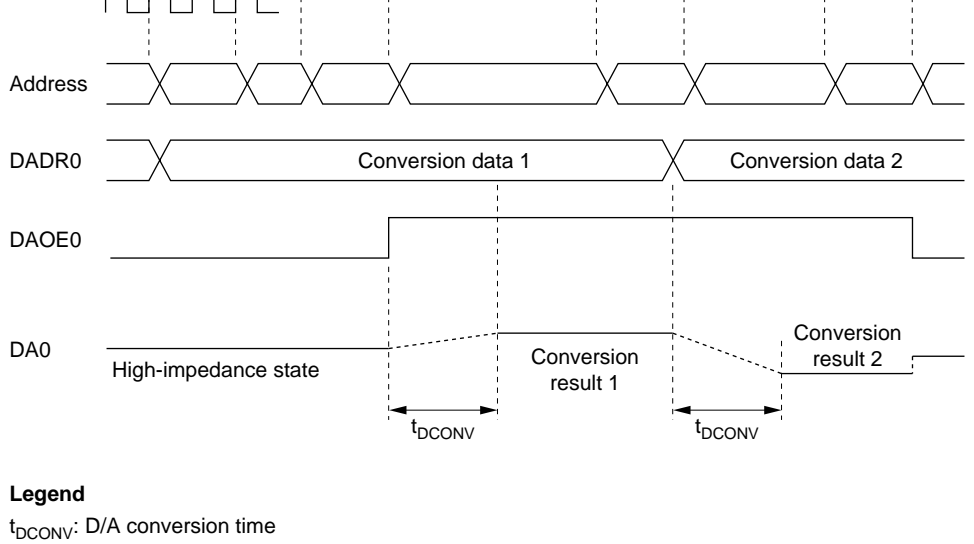 Address
DADR0
Conversion data 1
Conversion data 2
DAOE0
DA0
High-impedance state
Conversion
result 1
Conversion
result 2
tDCONV
tDCONV
Legend
tDCONV: D/A conversion time